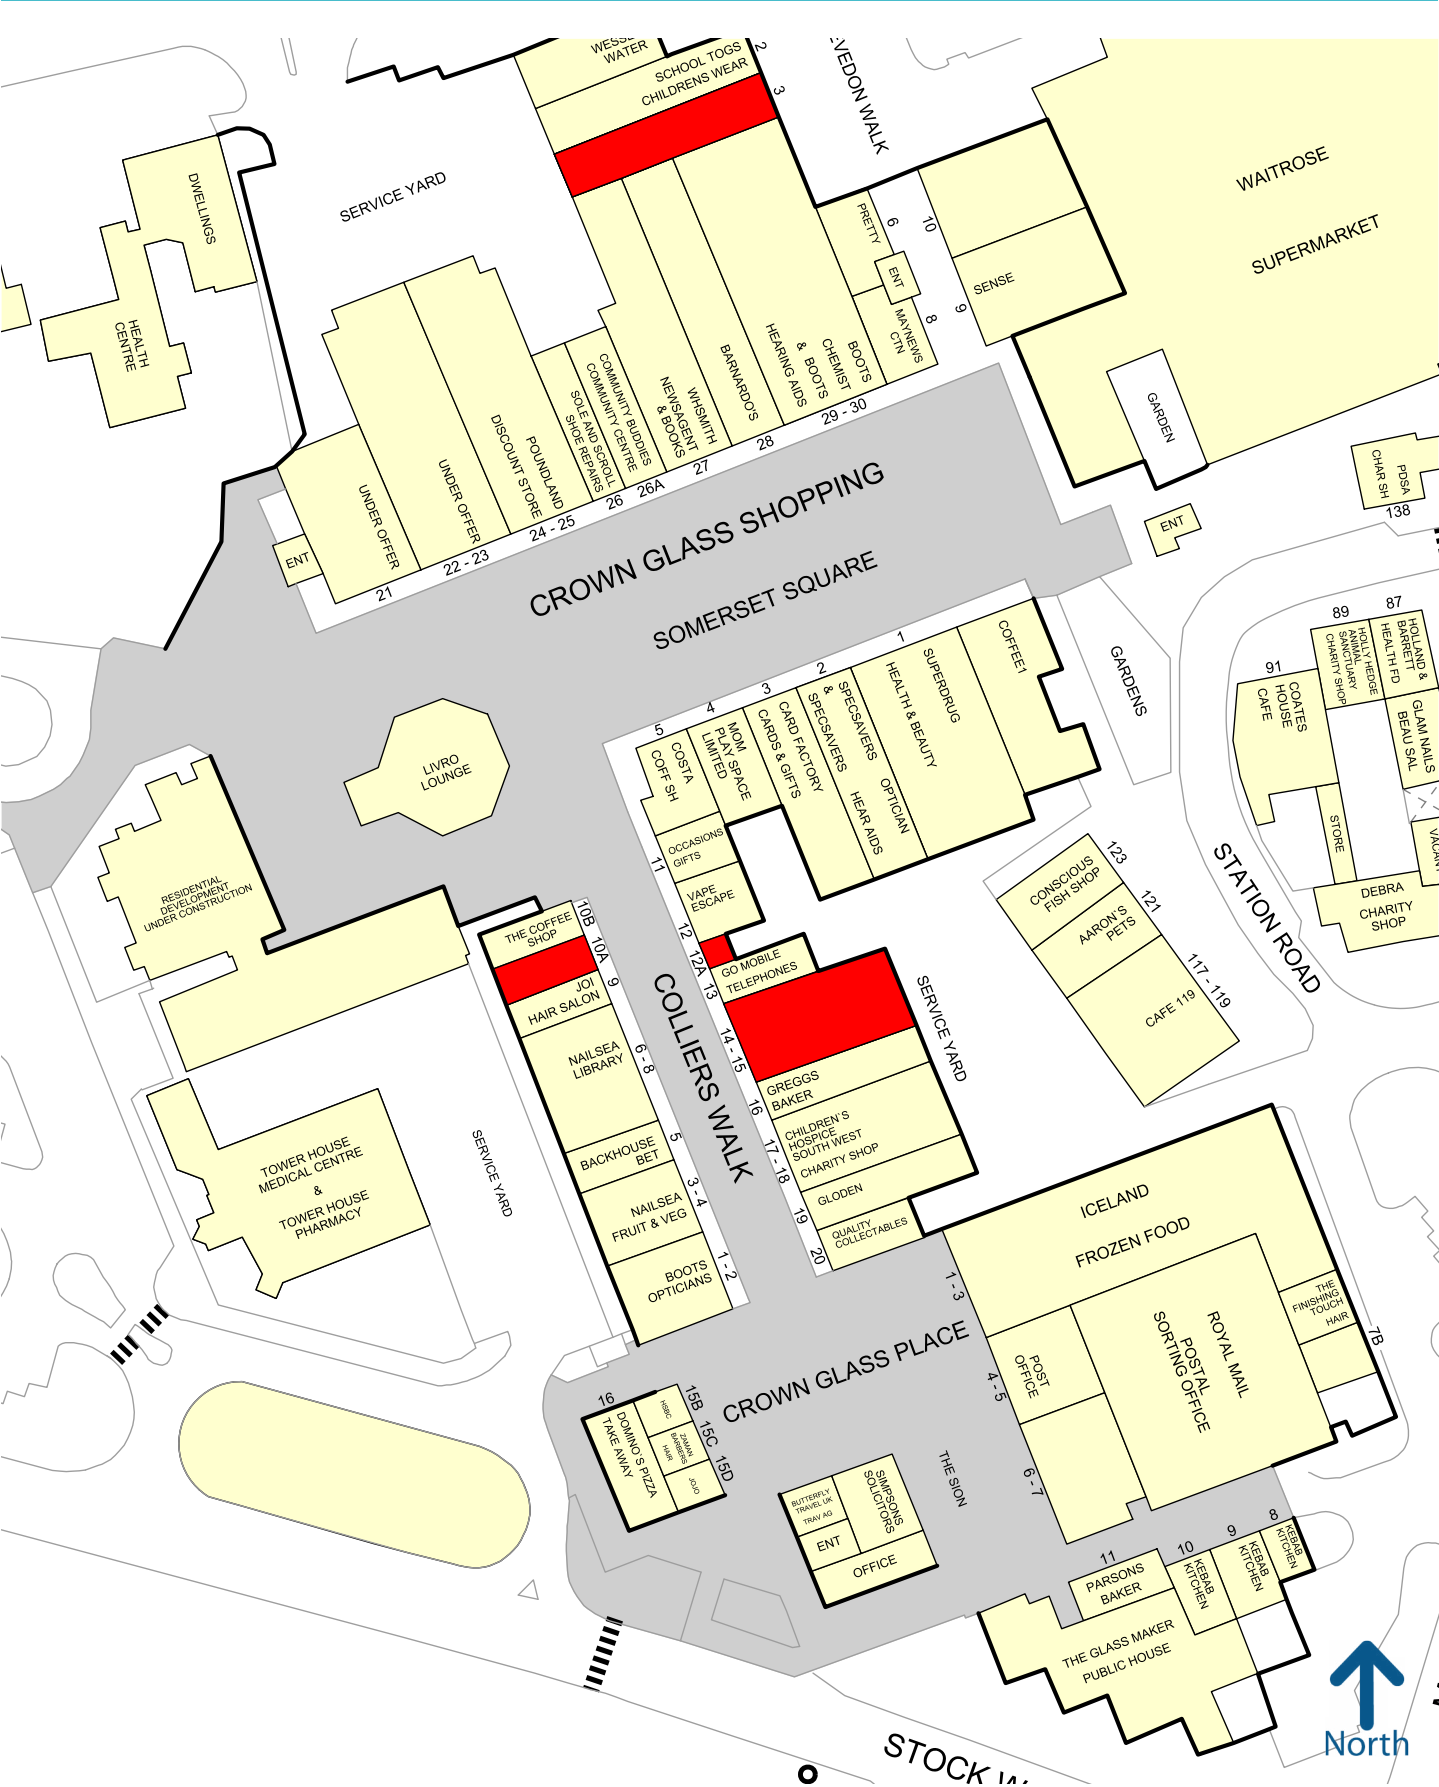 WATER
2
SCHOOL TOGS
CHILDRENS WEAR
3
DWELLINGS
SERVICE YARD
WAITROSE
SUPERMARKET
HEALTH
CENTRE
PRETTY
6
10
ENT
SENSE
9
8
MAYNEWS
CTN
GARDEN
UNDER OFFER
UNDER OFFER
POUNDLAND
DISCOUNT STORE
SOLE AND SCROLL
SHOE REPAIRS
COMMUNITY BUDDIES
COMMUNITY CENTRE
WHSMITH
NEWSAGENT
& BOOKS
BARNARDO'S
BOOTS
CHEMIST
& BOOTS
HEARING AIDS
ENT
21
22 - 23
24 - 25
26
26A
27
28
29 - 30
CROWN GLASS SHOPPING
SOMERSET SQUARE
PDSA
CHAR SH
138
ENT
GARDENS
89
87
HOLLY HEDGE
ANIMAL
SANCTUARY
CHARITY SHOP
HOLLAND &
BARRETT
HEALTH FD
91
COATES
HOUSE
CAFE
GLAM NAILS
BEAU SAL
STORE
DEBRA
CHARITY
SHOP
STATION ROAD
5
4
3
2
1
COSTA
COFF SH
MOM
PLAY SPACE
LIMITED
CARD FACTORY
CARDS & GIFTS
SPECSAVERS OPTICIAN
&
SPECSAVERS HEAR AIDS
SUPERDRUG
HEALTH & BEAUTY
COFFEE1
LIVRO
LOUNGE
RESIDENTIAL
DEVELOPMENT
UNDER CONSTRUCTION
11
OCCASIONS
GIFTS
VAPE
ESCAPE
12
12A
GO MOBILE
TELEPHONES
13
14 - 15
CONSCIOUS
FISH SHOP
123
AARON'S
PETS
121
CAFE 119
117 - 119
SERVICE YARD
THE COFFEE
SHOP
10B
10A
JOI
HAIR SALON
9
NAILSEA
LIBRARY
6 - 8
BACKHOUSE
BET
5
NAILSEA
FRUIT & VEG
3 - 4
BOOTS
OPTICIANS
1 - 2
COLLIERS WALK
GREGGS
BAKER
16
CHILDREN'S
HOSPICE
SOUTH WEST
CHARITY SHOP
17 - 18
GLODEN
19
QUALITY
COLLECTABLES
20
SERVICE YARD
TOWER HOUSE
MEDICAL CENTRE
&
TOWER HOUSE
PHARMACY
ICELAND
FROZEN FOOD
1 - 3
THE
FINISHING
TOUCH
HAIR
7B
POST
OFFICE
4 - 5
ROYAL MAIL
POSTAL
SORTING OFFICE
6 - 7
CROWN GLASS PLACE
THE SION
16
DOMINO'S PIZZA
TAKE AWAY
HSBC
15B
ZAMAN
BARBERS
HAIR
15C
JOJO
15D
BUTTERFLY
TRAVEL UK
TRAV AG
SIMPSONS
SOLICITORS
ENT
OFFICE
11
10
9
8
PARSONS
BAKER
KEBAB
KITCHEN
KEBAB
KITCHEN
KEBAB
KITCHEN
THE GLASS MAKER
PUBLIC HOUSE
STOCK
North